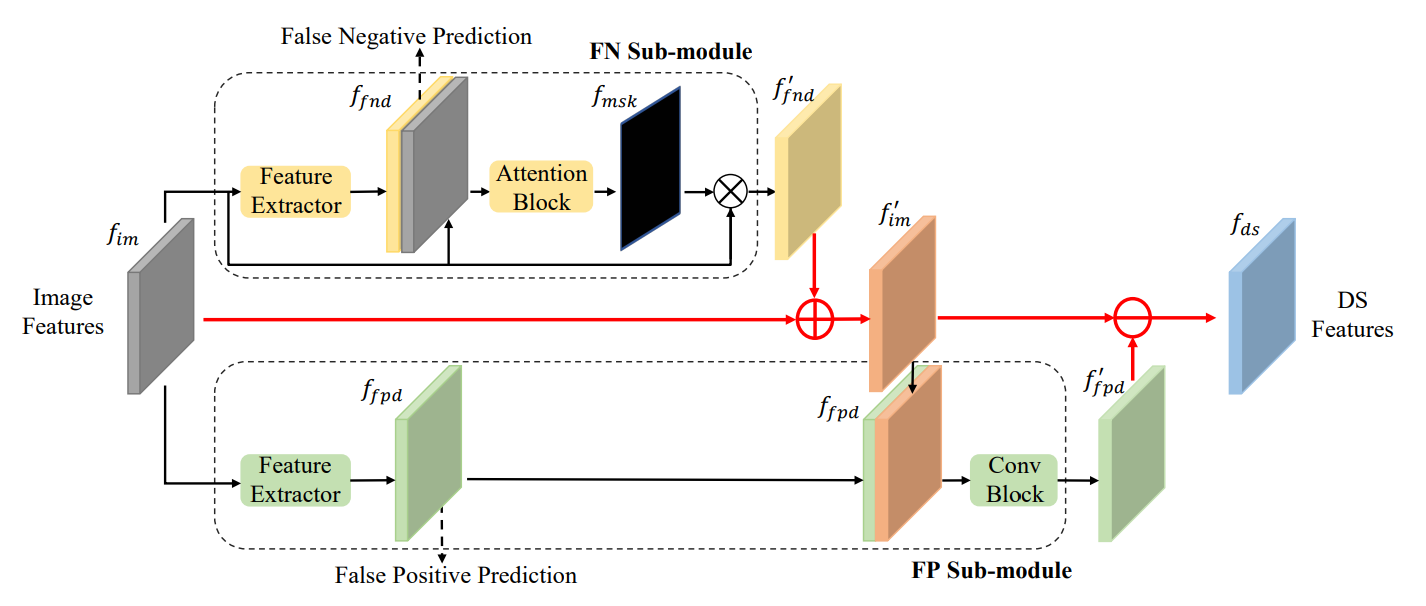 False Negative Prediction
FN Sub-module
f_{fnd}
f_{msk}
f'_{fnd}
Feature
Extractor
Attention
Block
f_{im}
f'_{im}
f_{ds}
Image
Features
DS
Features
f_{fpd}
f_{fpd}
f'_{fpd}
Feature
Extractor
Conv
Block
False Positive Prediction
FP Sub-module